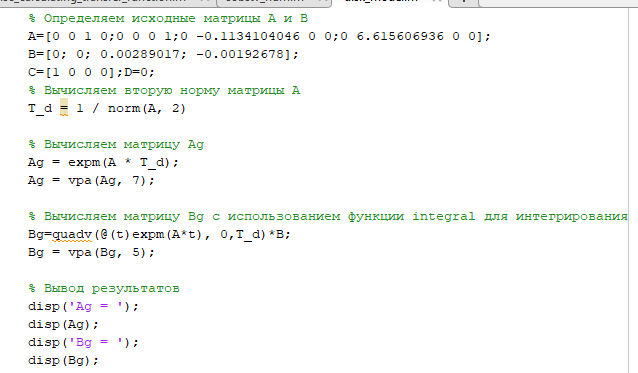 % Определяем исходные матрицы A и B
A=[0 0 1 0;0 0 0 1;0 -0.1134104046 0 0;0 6.615606936 0 0];
B=[0; 0; 0.00289017; -0.00192678];
C=[1 0 0 0];D=0;
% Вычисляем вторую норму матрицы A
T_d = 1 / norm(A, 2)
% Вычисляем матрицу Ag
Ag = expm(A * T_d);
Ag = vpa(Ag, 7);
% Вычисляем матрицу Bg с использованием функции integral для интегрирования
Bg=quadv(@(t)expm(A*t), 0,T_d)*B;
Bg = vpa(Bg, 5);
% Вывод результатов
disp('Ag = ');
disp(Ag);
disp('Bg = ');
disp(Bg);